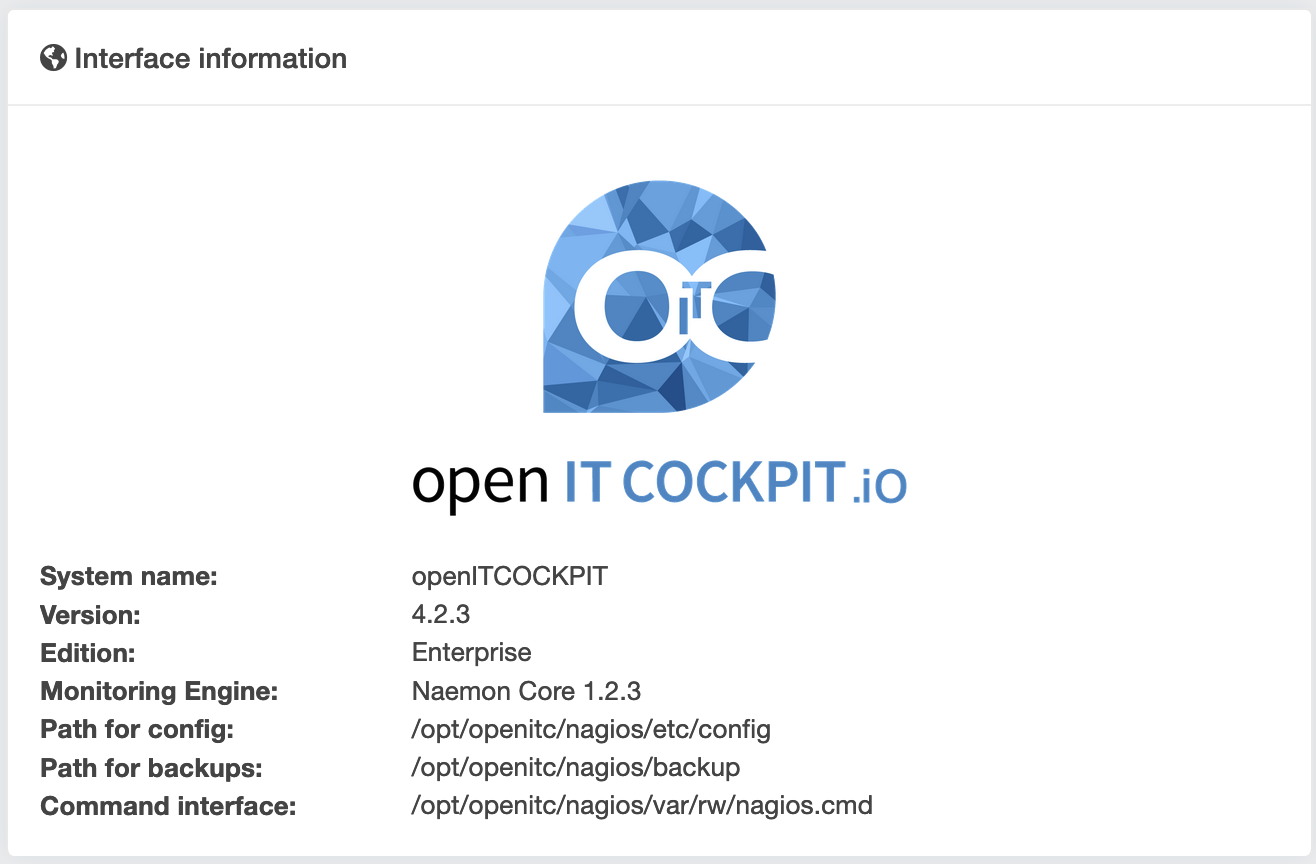 Interface information
OiTC
open IT COCKPIT.io
System name: openITCOCKPIT
Version: 4.2.3
Edition: Enterprise
Monitoring Engine: Naemon Core 1.2.3
Path for config: /opt/openitc/nagios/etc/config
Path for backups: /opt/openitc/nagios/backup
Command interface: /opt/openitc/nagios/var/rw/nagios.cmd